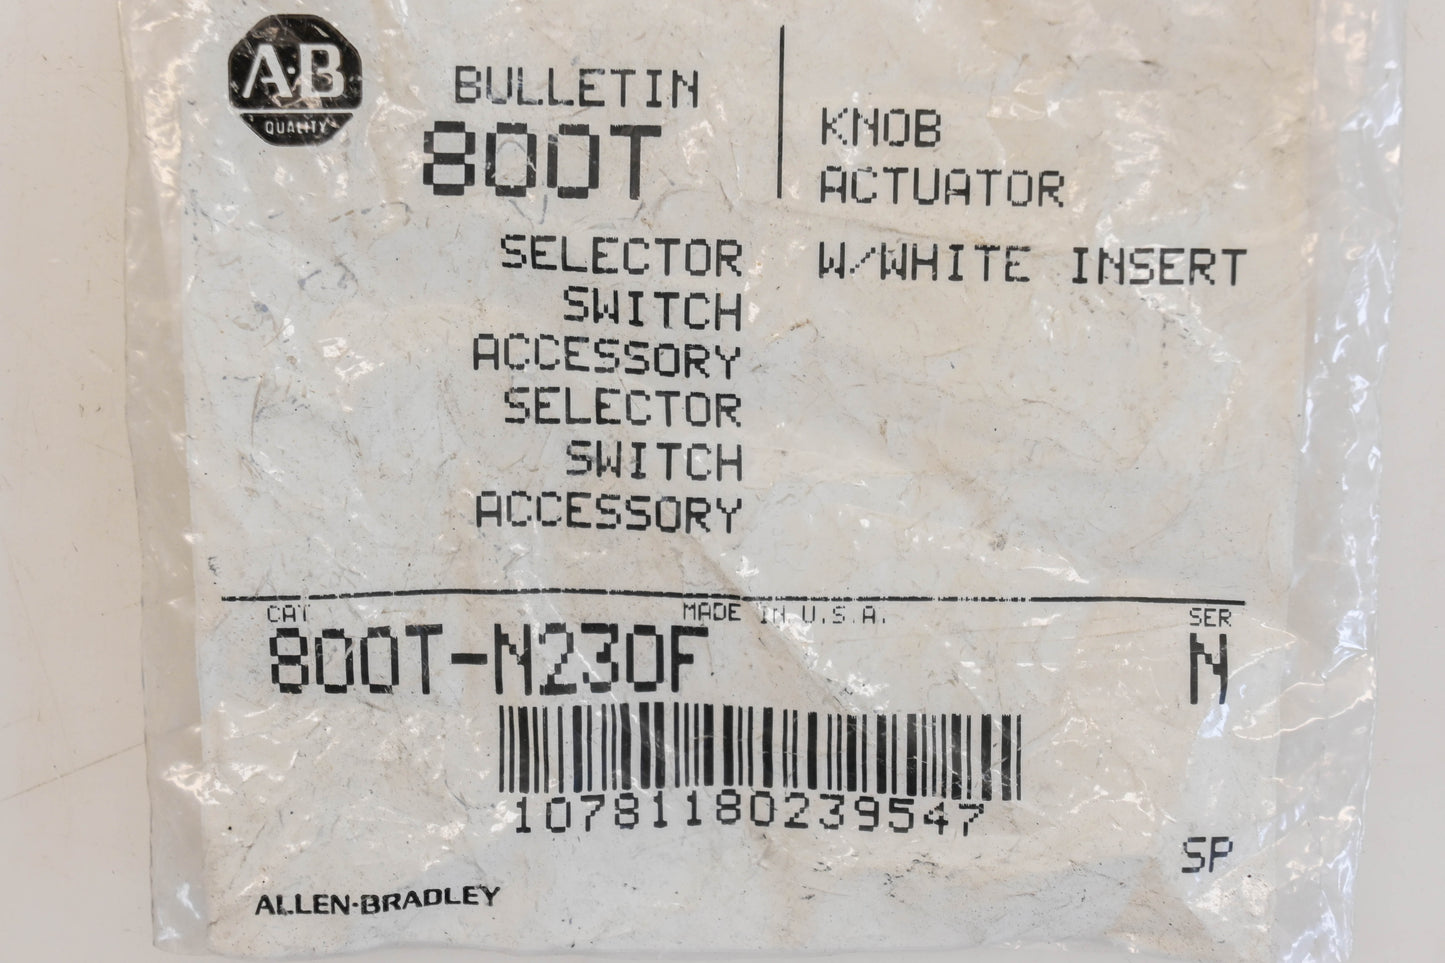 A·B
QUALITY
BULLETIN
800T
KNOB
ACTUATOR
SELECTOR
SWITCH
ACCESSORY
SELECTOR
SWITCH
ACCESSORY
W/WHITE INSERT
CAT
MADE IN U.S.A.
SER
800T-N230F
N
10781180239547
SP
ALLEN-BRADLEY